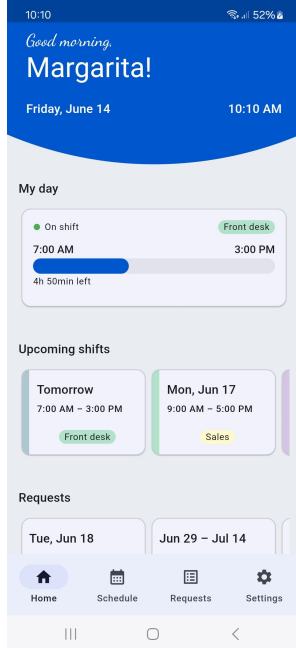 10:10
52%
Good morning,
Margarita!
Friday, June 14 10:10 AM
My day
On shift Front desk
7:00 AM 3:00 PM
4h 50min left
Upcoming shifts
Tomorrow
7:00 AM – 3:00 PM
Front desk
Mon, Jun 17
9:00 AM – 5:00 PM
Sales
Requests
Tue, Jun 18
Jun 29 – Jul 14
Home Schedule Requests Settings